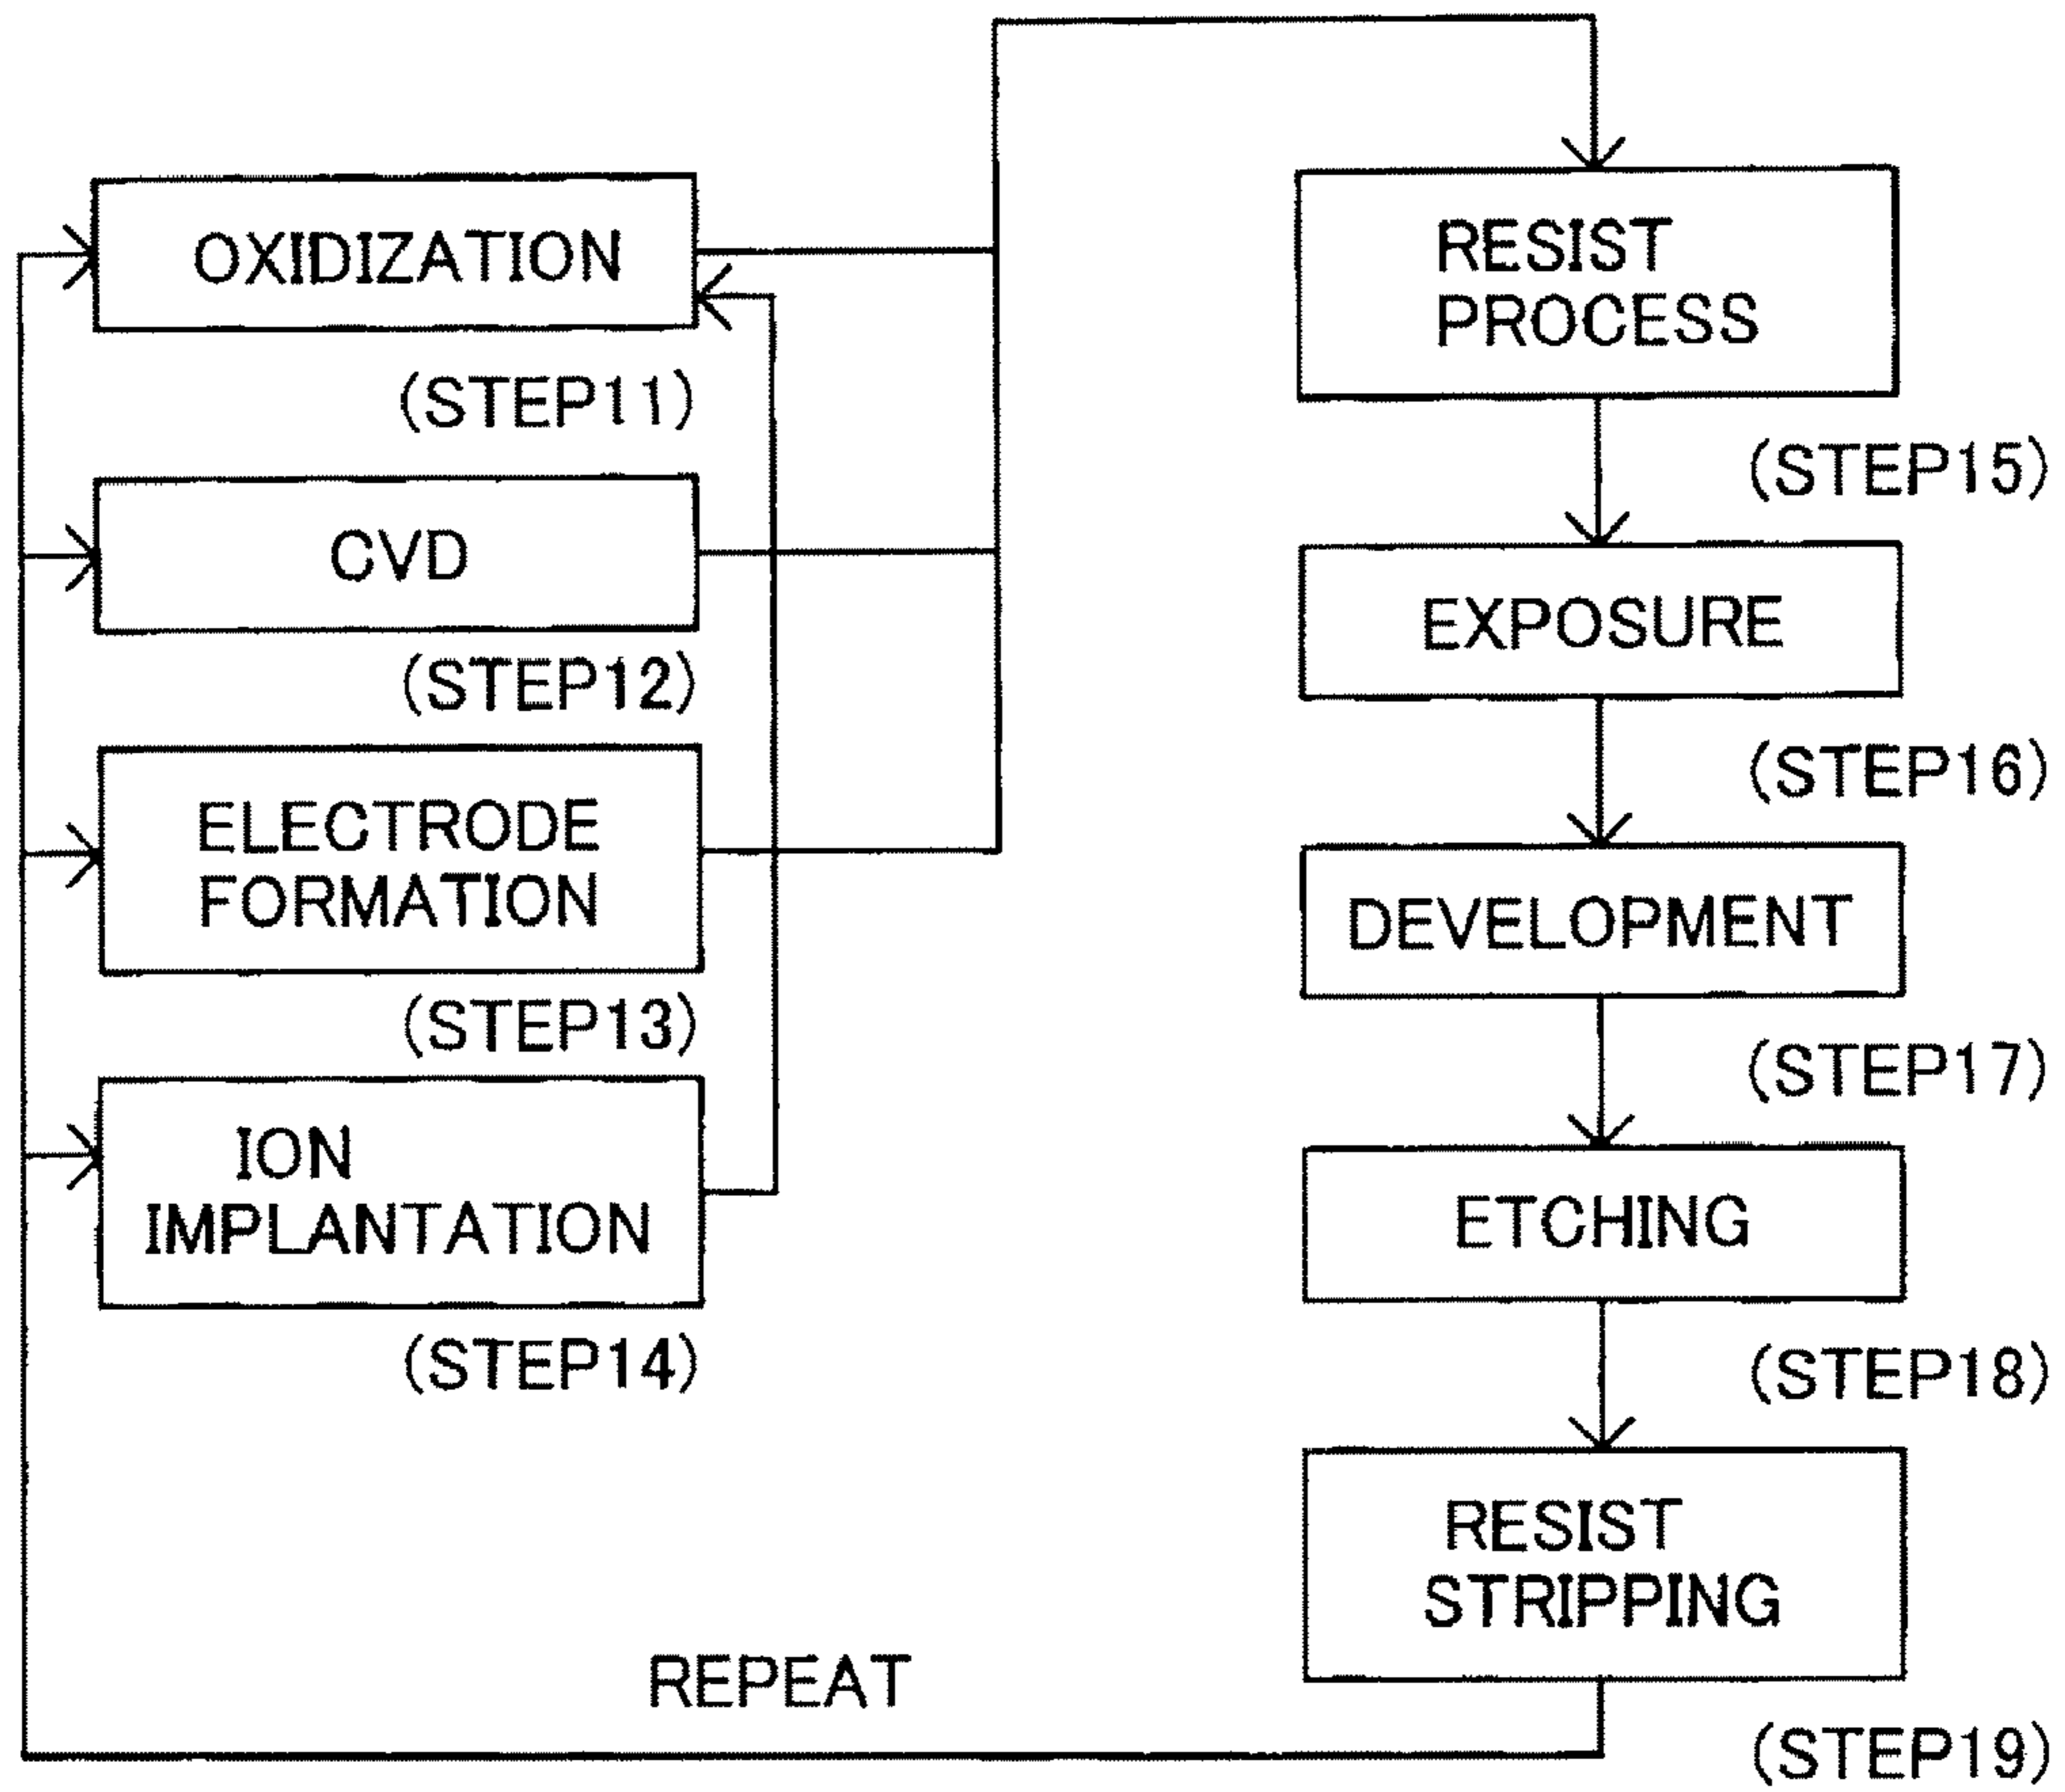 OXIDIZATION
(STEP11)
CVD
(STEP12)
ELECTRODE
FORMATION
(STEP13)
ION
IMPLANTATION
(STEP14)
RESIST
PROCESS
(STEP15)
EXPOSURE
(STEP16)
DEVELOPMENT
(STEP17)
ETCHING
(STEP18)
RESIST
STRIPPING
(STEP19)
REPEAT